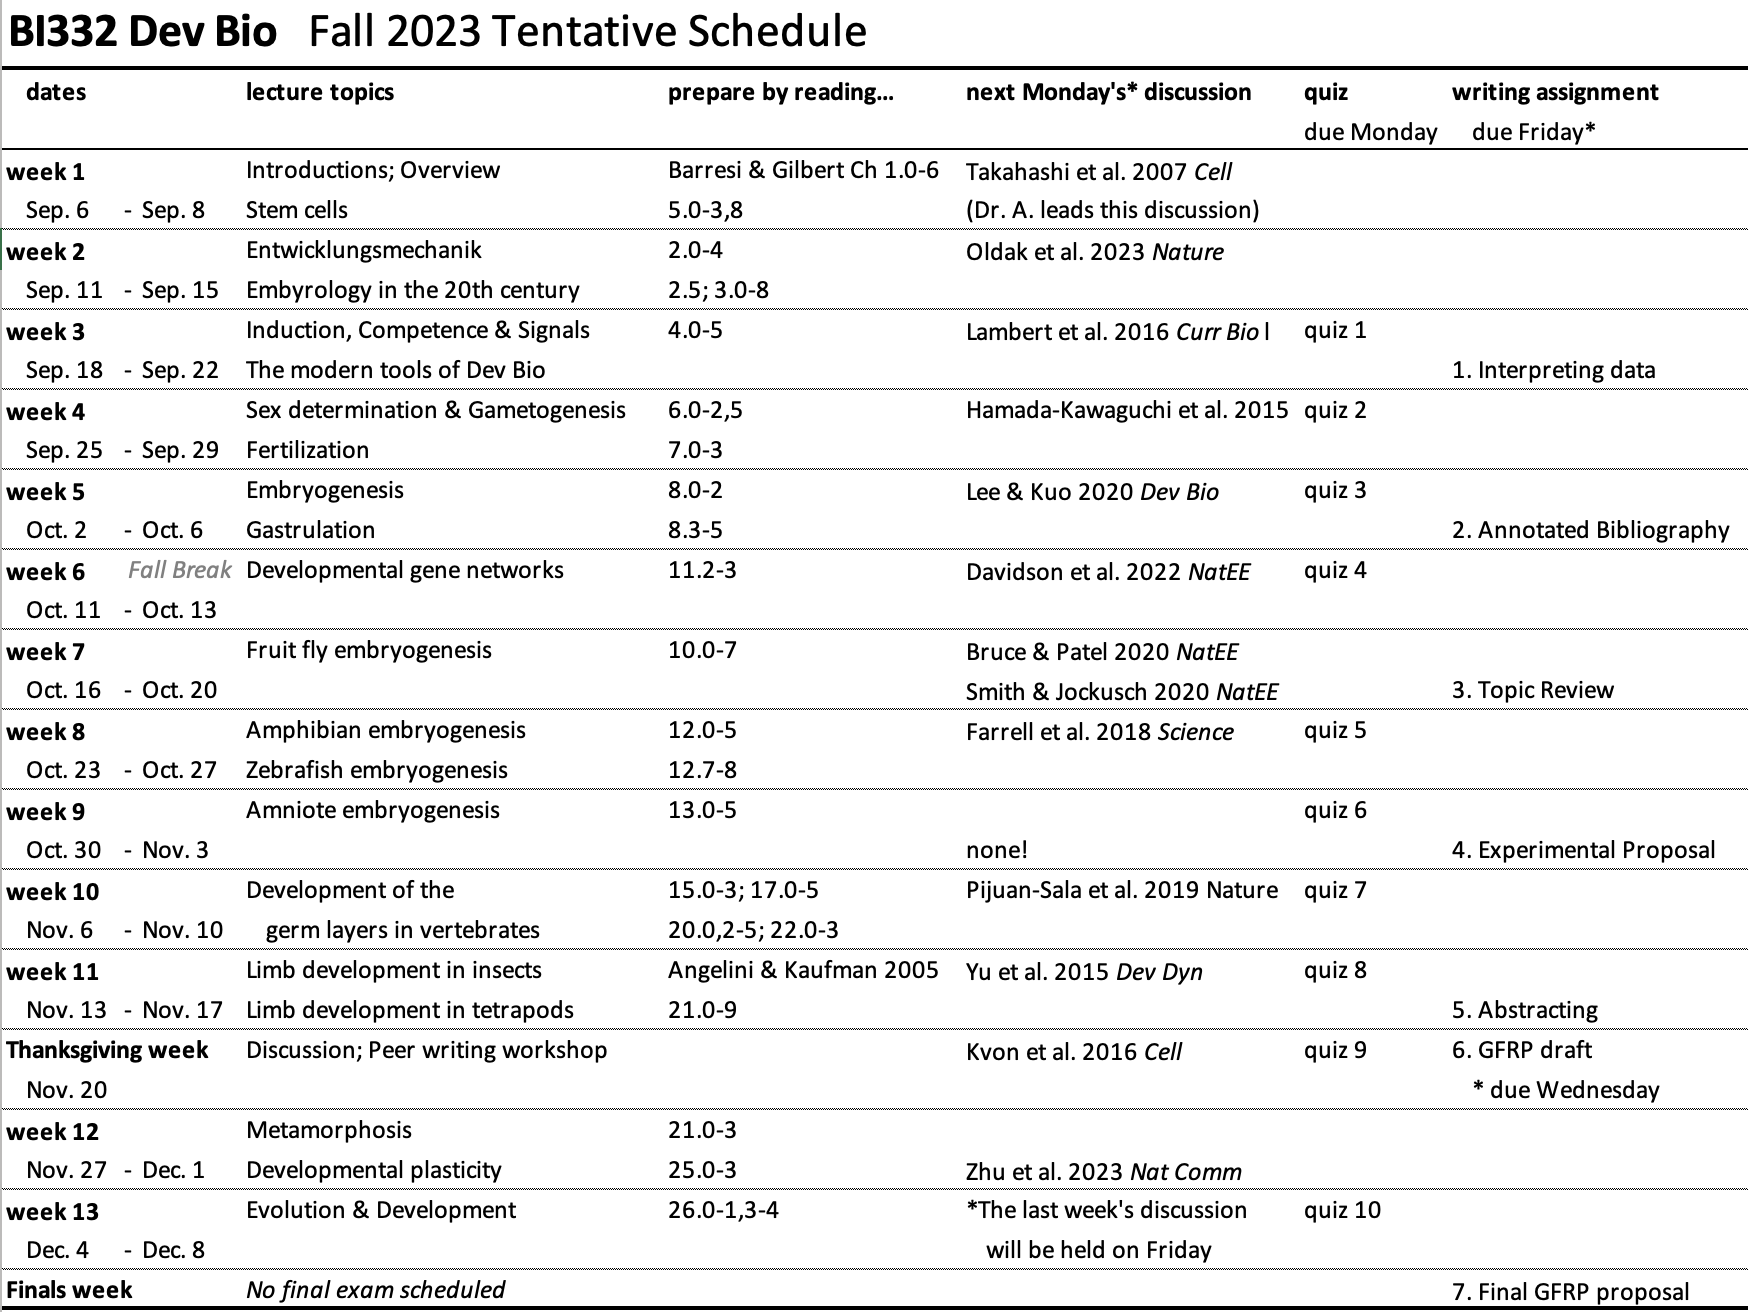 BI332 Dev Bio Fall 2023 Tentative Schedule
dates lecture topics prepare by reading... next Monday's* discussion quiz writing assignment
due Monday due Friday*
week 1 Introductions; Overview Barresi & Gilbert Ch 1.0-6 Takahashi et al. 2007 Cell
Sep. 6 - Sep. 8 Stem cells 5.0-3,8 (Dr. A. leads this discussion)
week 2 Entwicklungsmechanik 2.0-4 Oldak et al. 2023 Nature
Sep. 11 - Sep. 15 Embyrology in the 20th century 2.5; 3.0-8
week 3 Induction, Competence & Signals 4.0-5 Lambert et al. 2016 Curr Bio l quiz 1
Sep. 18 - Sep. 22 The modern tools of Dev Bio 1. Interpreting data
week 4 Sex determination & Gametogenesis 6.0-2,5 Hamada-Kawaguchi et al. 2015 quiz 2
Sep. 25 - Sep. 29 Fertilization 7.0-3
week 5 Embryogenesis 8.0-2 Lee & Kuo 2020 Dev Bio quiz 3
Oct. 2 - Oct. 6 Gastrulation 8.3-5 2. Annotated Bibliography
week 6 Fall Break Developmental gene networks 11.2-3 Davidson et al. 2022 NatEE quiz 4
Oct. 11 - Oct. 13
week 7 Fruit fly embryogenesis 10.0-7 Bruce & Patel 2020 NatEE
Oct. 16 - Oct. 20 Smith & Jockusch 2020 NatEE 3. Topic Review
week 8 Amphibian embryogenesis 12.0-5 Farrell et al. 2018 Science quiz 5
Oct. 23 - Oct. 27 Zebrafish embryogenesis 12.7-8
week 9 Amniote embryogenesis 13.0-5 quiz 6
Oct. 30 - Nov. 3 none! 4. Experimental Proposal
week 10 Development of the 15.0-3; 17.0-5 Pijuan-Sala et al. 2019 Nature quiz 7
Nov. 6 - Nov. 10 germ layers in vertebrates 20.0,2-5; 22.0-3
week 11 Limb development in insects Angelini & Kaufman 2005 Yu et al. 2015 Dev Dyn quiz 8
Nov. 13 - Nov. 17 Limb development in tetrapods 21.0-9 5. Abstracting
Thanksgiving week Discussion; Peer writing workshop Kvon et al. 2016 Cell quiz 9 6. GFRP draft
Nov. 20 * due Wednesday
week 12 Metamorphosis 21.0-3
Nov. 27 - Dec. 1 Developmental plasticity 25.0-3 Zhu et al. 2023 Nat Comm
week 13 Evolution & Development 26.0-1,3-4 *The last week's discussion quiz 10
Dec. 4 - Dec. 8 will be held on Friday
Finals week No final exam scheduled 7. Final GFRP proposal